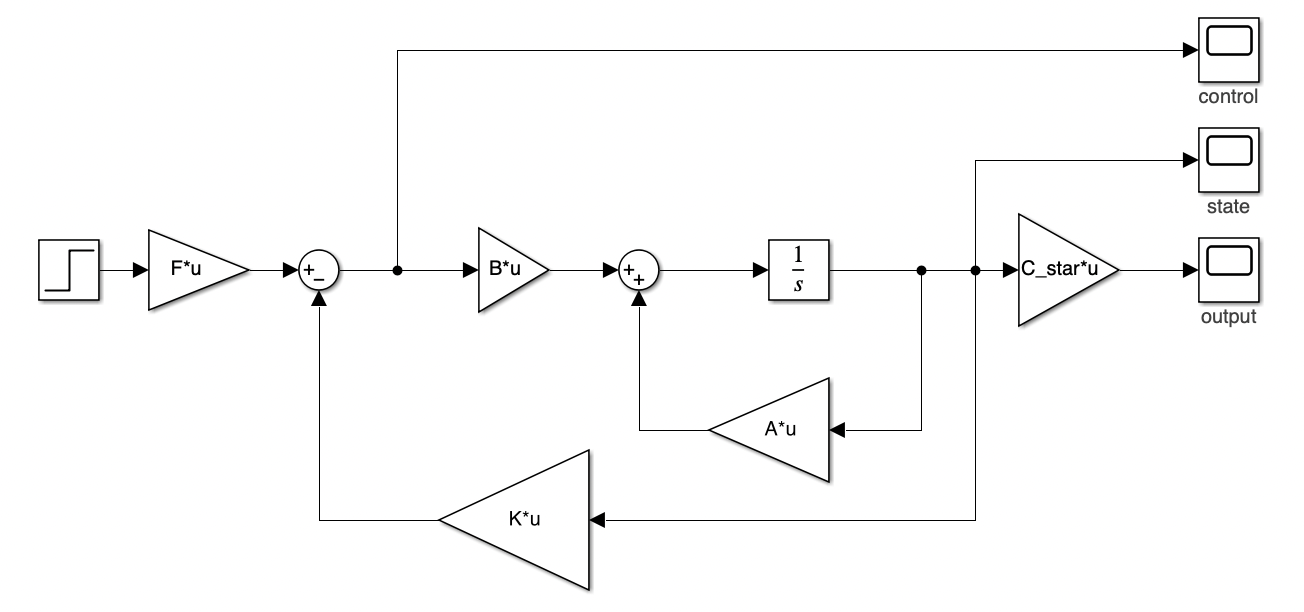 control
state
F*u
+
−
B*u
+
+
1
s
C_star*u
output
A*u
K*u